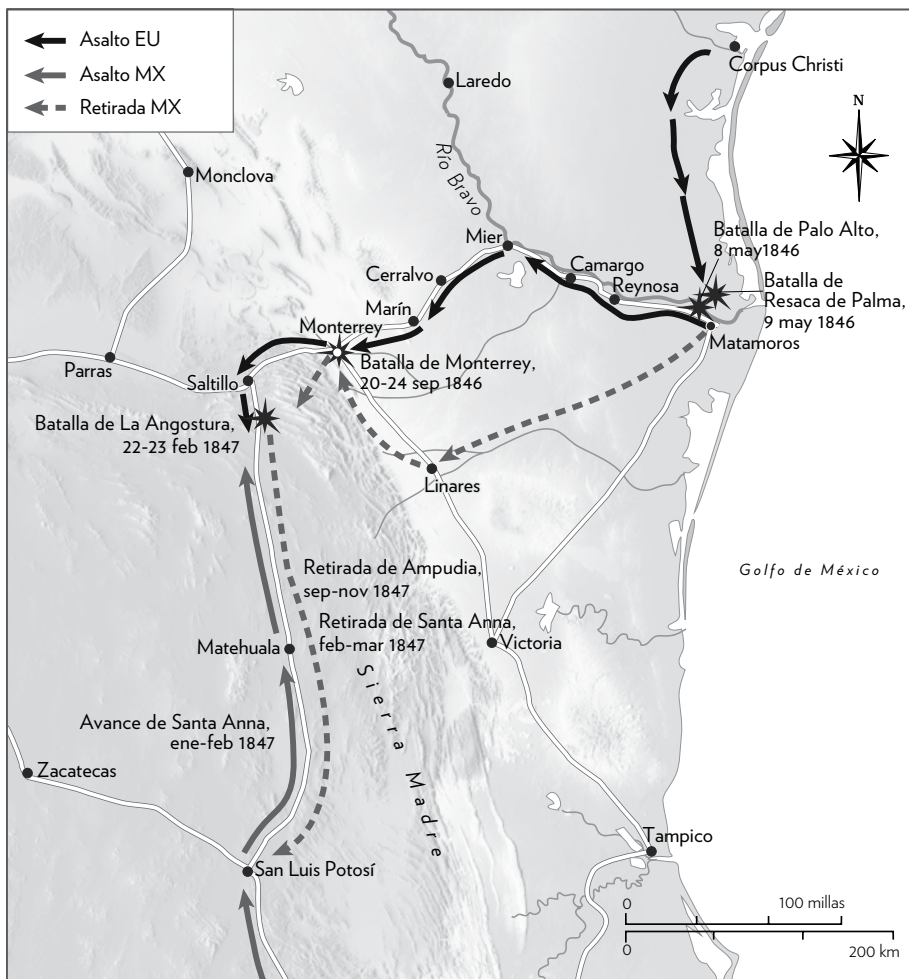 Asalto EU
Asalto MX
Retirada MX
Corpus Christi
Laredo
N
Monclova
Río Bravo
Mier
Batalla de Palo Alto,
8 may1846
Cerralvo
Camargo
Reynosa
Batalla de
Resaca de Palma,
9 may 1846
Marín
Monterrey
Matamoros
Parras
Saltillo
Batalla de Monterrey,
20-24 sep 1846
Batalla de La Angostura,
22-23 feb 1847
Linares
Golfo de México
Retirada de Ampudia,
sep-nov 1847
Retirada de Santa Anna,
feb-mar 1847
Victoria
Matehuala
Sierra Madre
Avance de Santa Anna,
ene-feb 1847
Zacatecas
Tampico
San Luis Potosí
0 100 millas
0 200 km